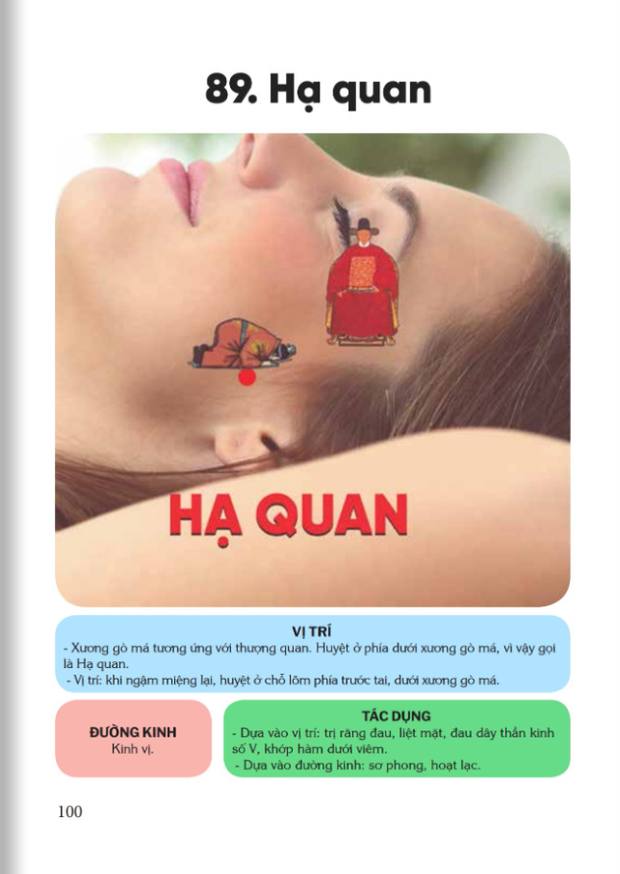 89. Hạ quan
HẠ QUAN
VỊ TRÍ
- Xương gò má tương ứng với thượng quan. Huyệt ở phía dưới xương gò má, vì vậy gọi
là Hạ quan.
- Vị trí: khi ngậm miệng lại, huyệt ở chỗ lõm phía trước tai, dưới xương gò má.
ĐƯỜNG KINH
Kinh vị.
TÁC DỤNG
- Dựa vào vị trí: trị răng đau, liệt mặt, đau dây thần kinh
số V, khớp hàm dưới viêm.
- Dựa vào đường kinh: sơ phong, hoạt lạc.
100